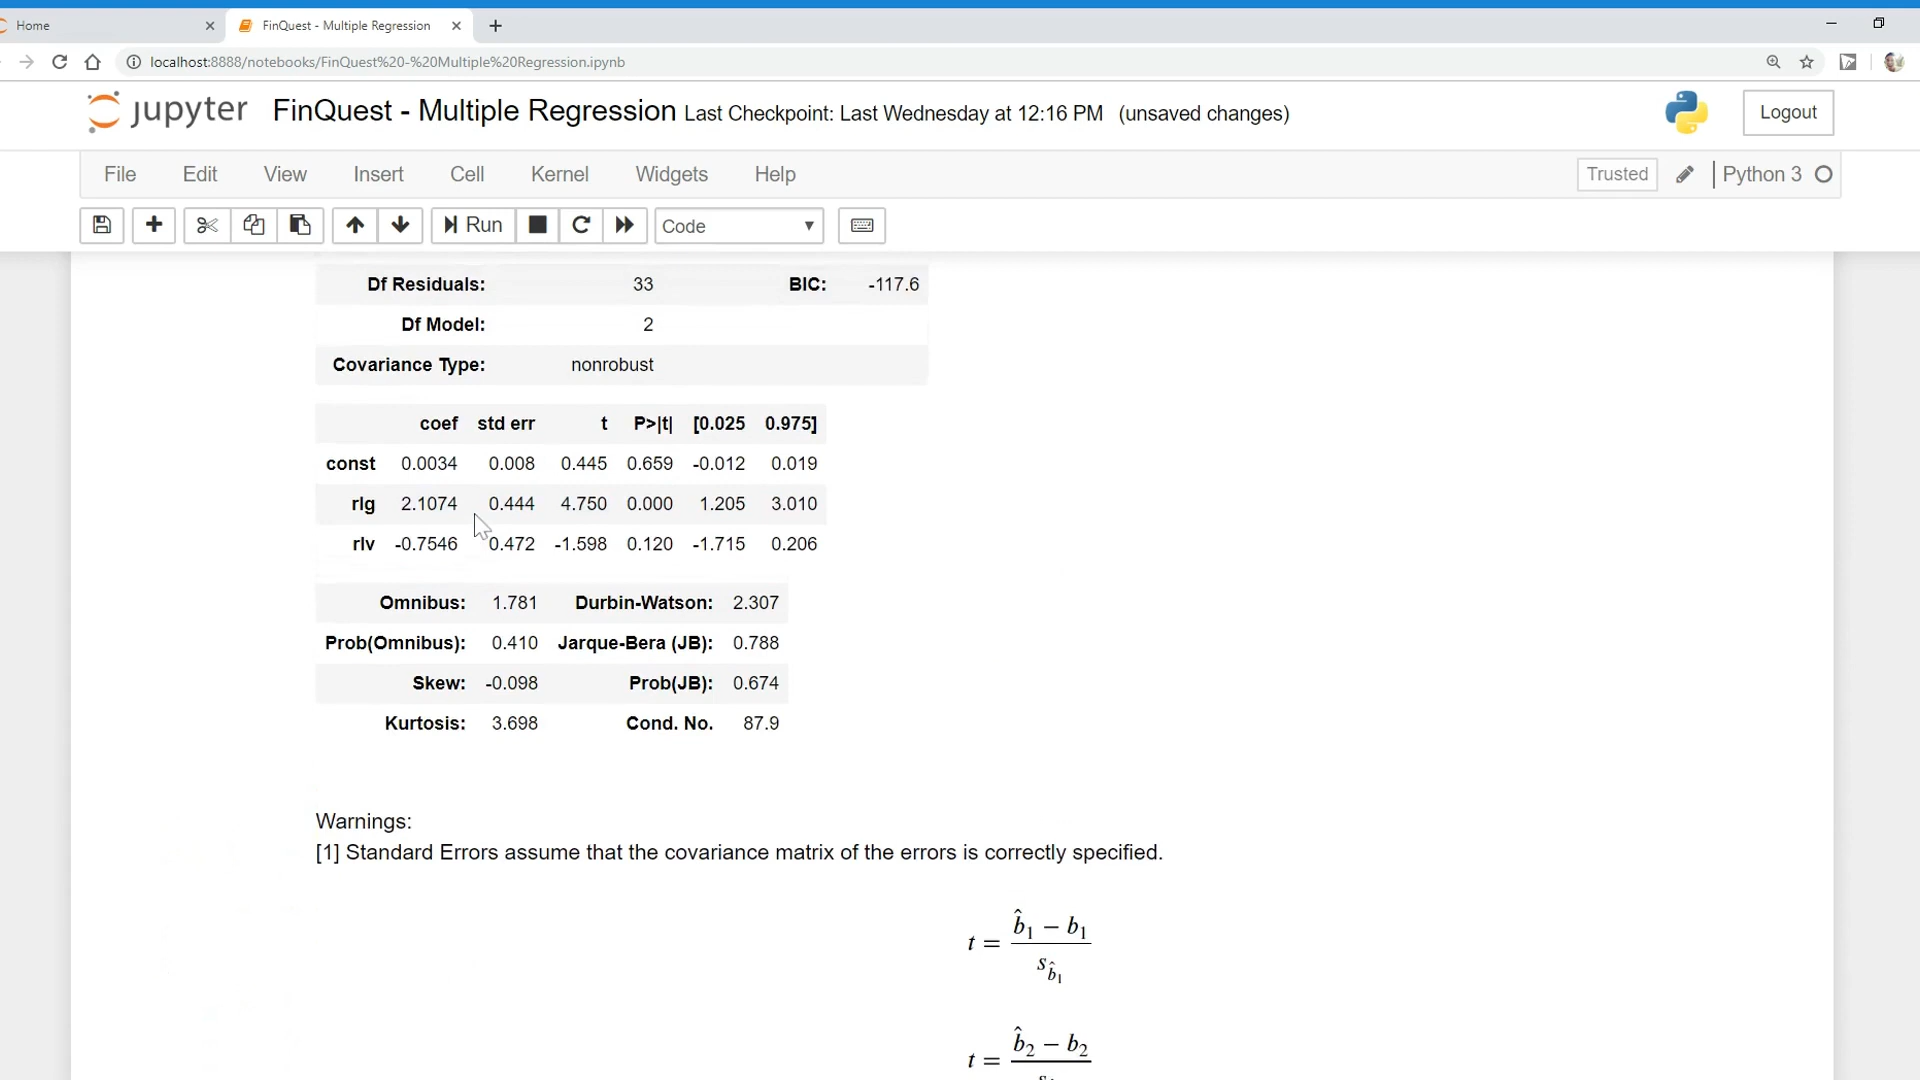 Home
FinQuest - Multiple Regression
localhost:8888/notebooks/FinQuest%20-%20Multiple%20Regression.ipynb
jupyter FinQuest - Multiple Regression Last Checkpoint: Last Wednesday at 12:16 PM (unsaved changes)
Logout
File Edit View Insert Cell Kernel Widgets Help
Trusted Python 3
Run Code
Df Residuals: 33 BIC: -117.6
Df Model: 2
Covariance Type: nonrobust
coef std err t P>|t| [0.025 0.975]
const 0.0034 0.008 0.445 0.659 -0.012 0.019
rlg 2.1074 0.444 4.750 0.000 1.205 3.010
rlv -0.7546 0.472 -1.598 0.120 -1.715 0.206
Omnibus: 1.781 Durbin-Watson: 2.307
Prob(Omnibus): 0.410 Jarque-Bera (JB): 0.788
Skew: -0.098 Prob(JB): 0.674
Kurtosis: 3.698 Cond. No. 87.9
Warnings:
[1] Standard Errors assume that the covariance matrix of the errors is correctly specified.
t = (b̂₁ − b₁) / s_b̂₁
t = (b̂₂ − b₂) /